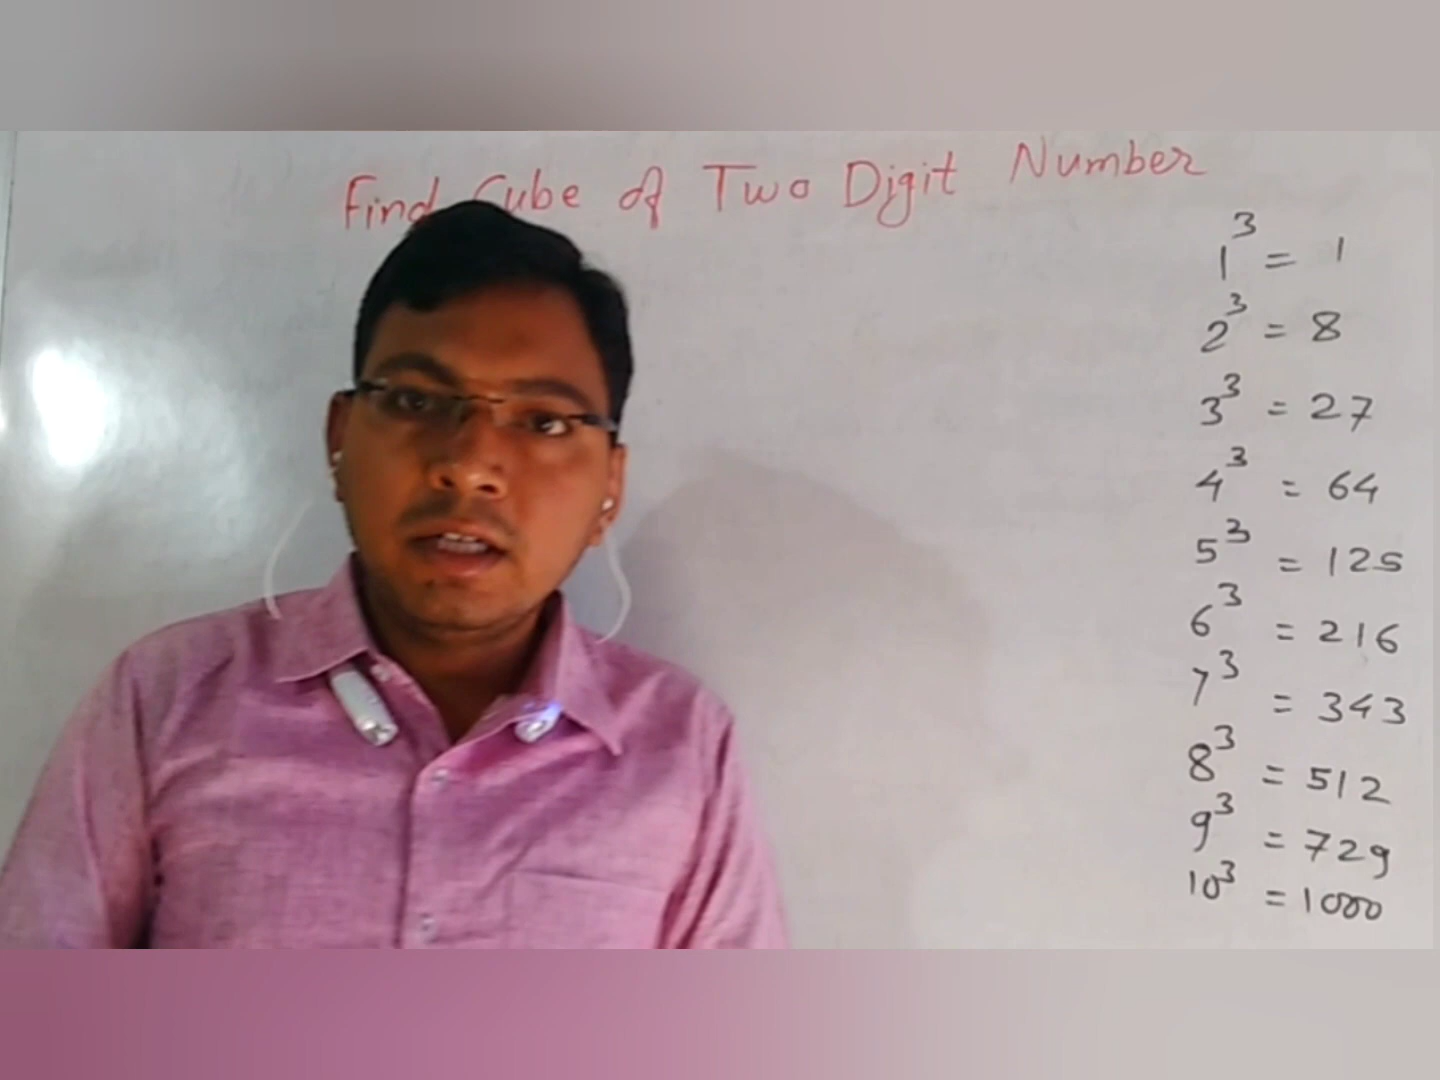 Find Cube of Two Digit Number
1³ = 1
2³ = 8
3³ = 27
4³ = 64
5³ = 125
6³ = 216
7³ = 343
8³ = 512
9³ = 729
10³ = 1000